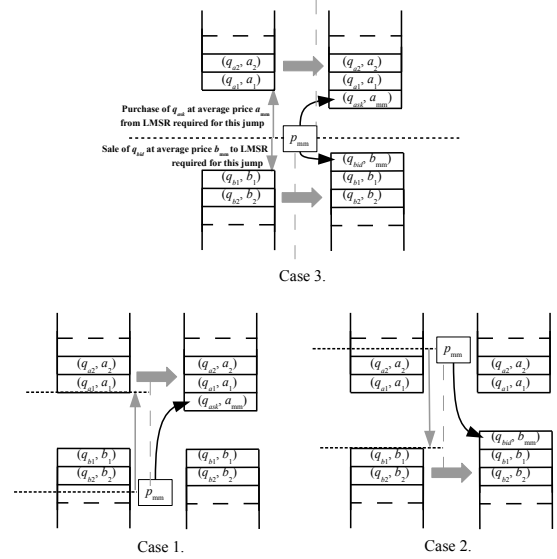 (q_a2, a_2) (q_a2, a_2)
(q_a1, a_1) (q_a1, a_1)
(q_ask, a_mm)
Purchase of q_ask at average price a_mm
from LMSR required for this jump
p_mm
Sale of q_bid at average price b_mm to LMSR
required for this jump
(q_bid, b_mm)
(q_b1, b_1) (q_b1, b_1)
(q_b2, b_2) (q_b2, b_2)
Case 3.
(q_a2, a_2) (q_a2, a_2)
(q_a1, a_1) (q_a1, a_1)
(q_ask, a_mm)
(q_b1, b_1) (q_b1, b_1)
(q_b2, b_2) (q_b2, b_2)
p_mm
Case 1.
p_mm
(q_a2, a_2) (q_a2, a_2)
(q_a1, a_1) (q_a1, a_1)
(q_bid, b_mm)
(q_b1, b_1) (q_b1, b_1)
(q_b2, b_2) (q_b2, b_2)
Case 2.